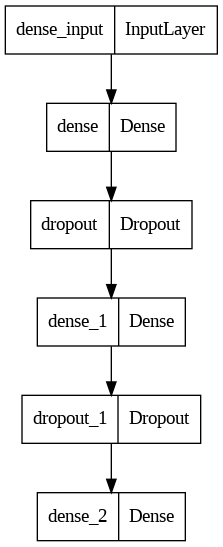 dense_input InputLayer
dense Dense
dropout Dropout
dense_1 Dense
dropout_1 Dropout
dense_2 Dense